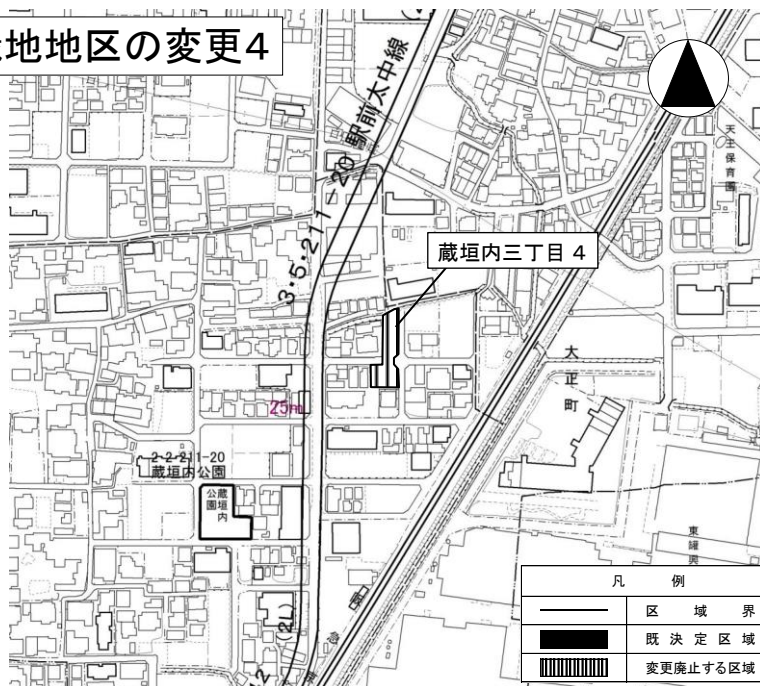 地地区の変更4
3・5・211-20 駅前太中線
天王保育園
蔵垣内三丁目 4
大正町
25m
2・2・211-20
蔵垣内公園
蔵垣内
公園
(2L)
急
凡 例
区 域 界
既 決 定 区 域
変更廃止する区域